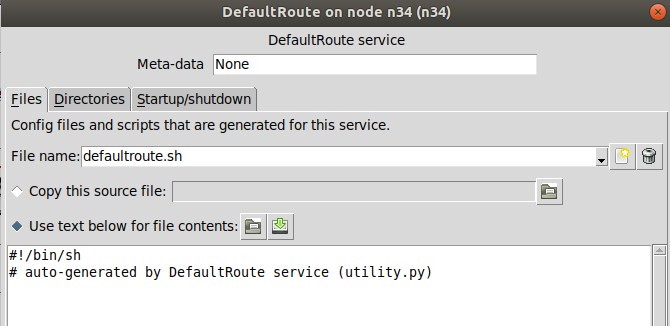 DefaultRoute on node n34 (n34)
DefaultRoute service
Meta-data None
Files Directories Startup/shutdown
Config files and scripts that are generated for this service.
File name: defaultroute.sh
Copy this source file:
Use text below for file contents:
#!/bin/sh
# auto-generated by DefaultRoute service (utility.py)